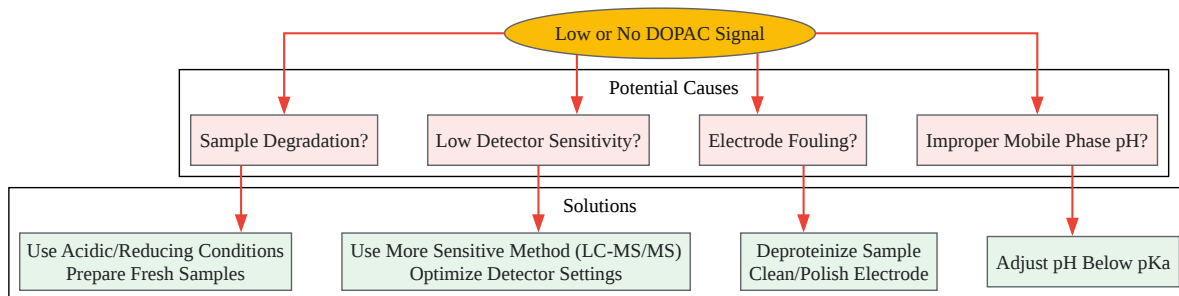 Low or No DOPAC Signal
Potential Causes
Sample Degradation?
Low Detector Sensitivity?
Electrode Fouling?
Improper Mobile Phase pH?
Solutions
Use Acidic/Reducing Conditions
Prepare Fresh Samples
Use More Sensitive Method (LC-MS/MS)
Optimize Detector Settings
Deproteinize Sample
Clean/Polish Electrode
Adjust pH Below pKa